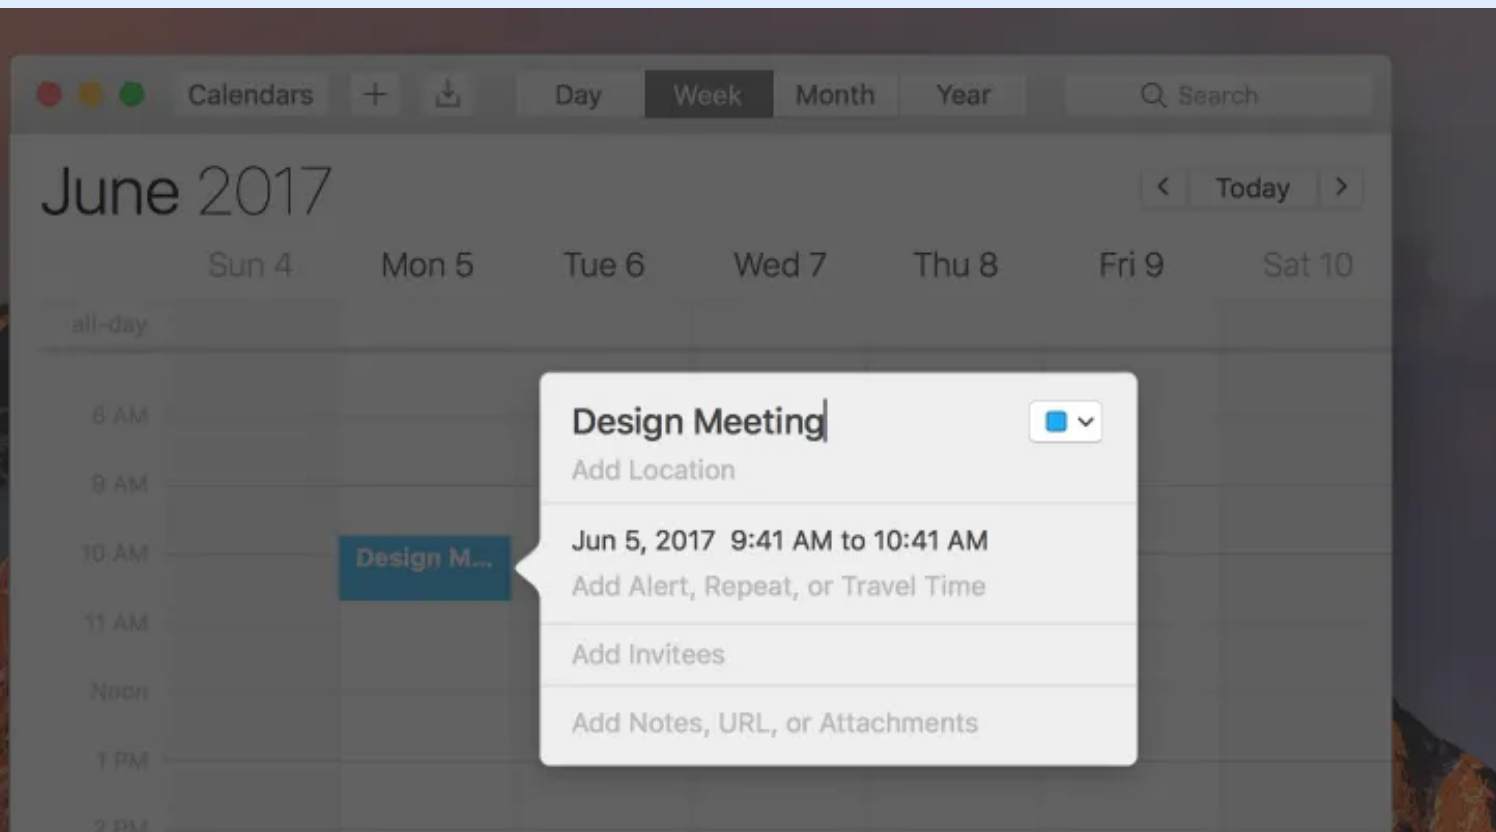 Calendars + Day Week Month Year Search
June 2017
< Today >
Sun 4 Mon 5 Tue 6 Wed 7 Thu 8 Fri 9 Sat 10
all-day
8 AM
9 AM
10 AM
11 AM
Noon
1 PM
2 PM
Design M...
Design Meeting
Add Location
Jun 5, 2017 9:41 AM to 10:41 AM
Add Alert, Repeat, or Travel Time
Add Invitees
Add Notes, URL, or Attachments